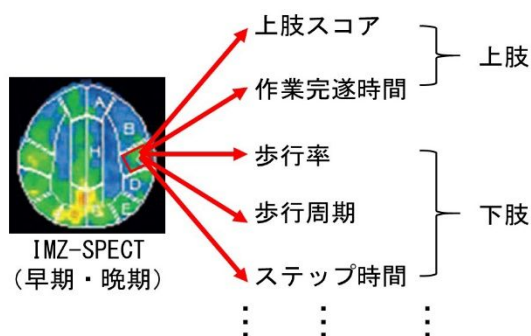 上肢スコア
作業完遂時間
上肢
歩行率
歩行周期
下肢
ステップ時間
A
B
H
D
E
IMZ-SPECT
(早期・晩期)